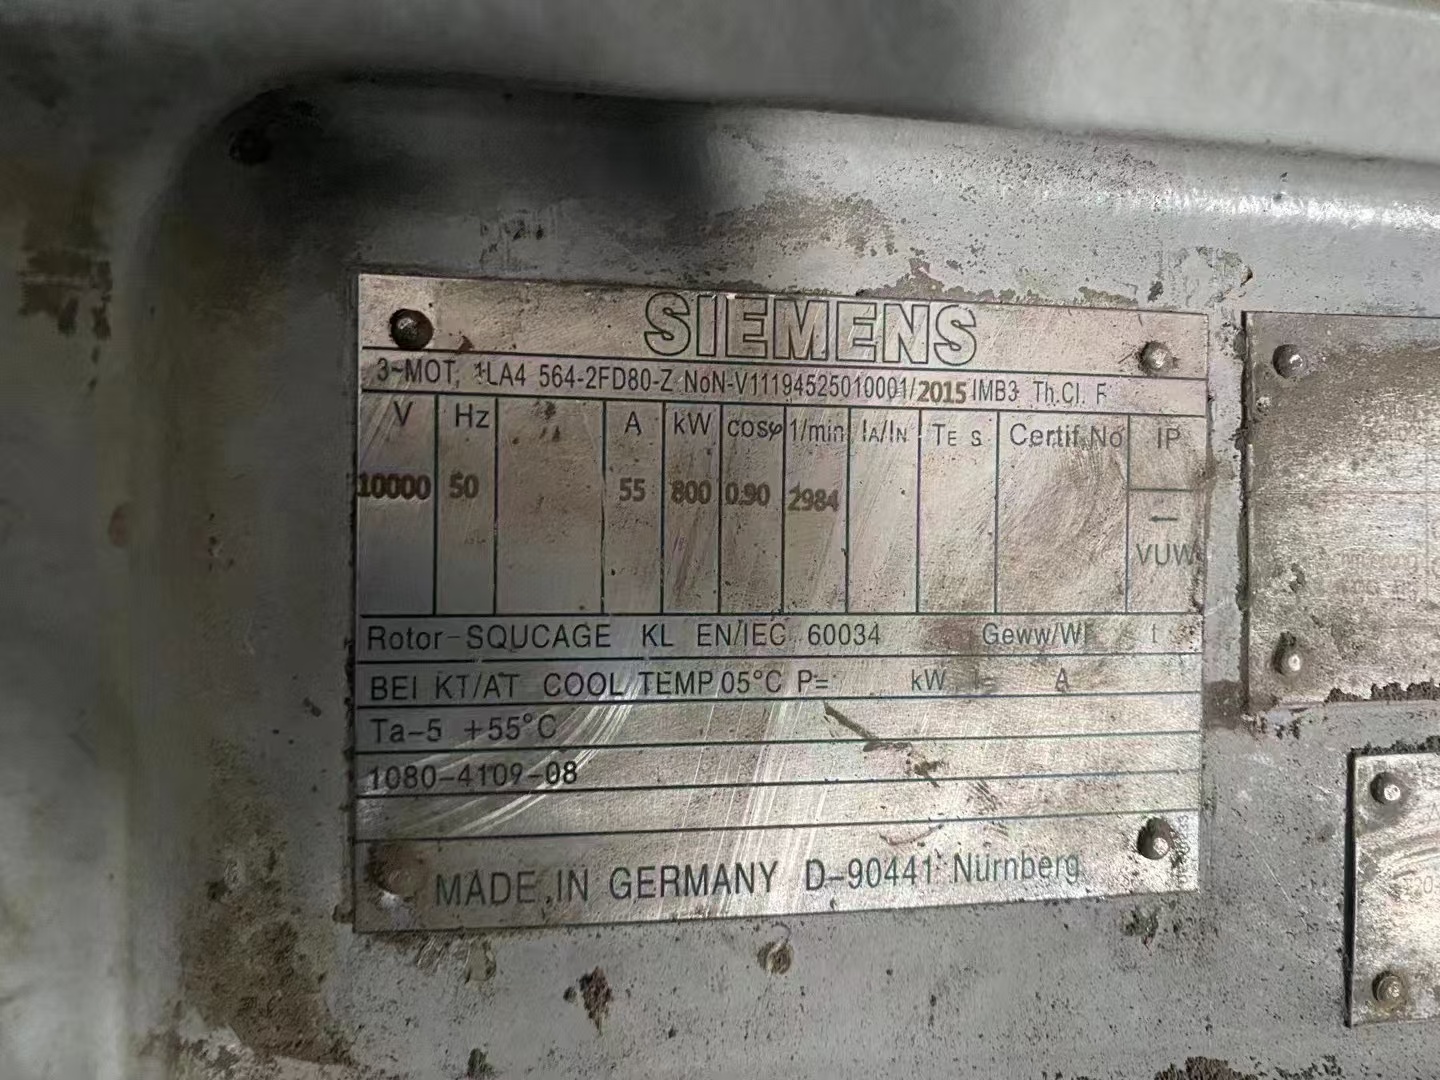 SIEMENS
3~MOT, 1LA4 564-2FD80-Z NoN-V11194525010001/2015 IMB3 Th.Cl. F
V Hz A kW cosφ 1/min IA/IN TE S Certif.No IP
10000 50 55 800 0.90 2984
VUW
Rotor-SQUCAGE KL EN/IEC 60034 Geww/W t
BEI KT/AT COOL TEMP 05°C P= kW A
Ta-5 +55°C
1080-4109-08
MADE IN GERMANY D-90441 Nürnberg